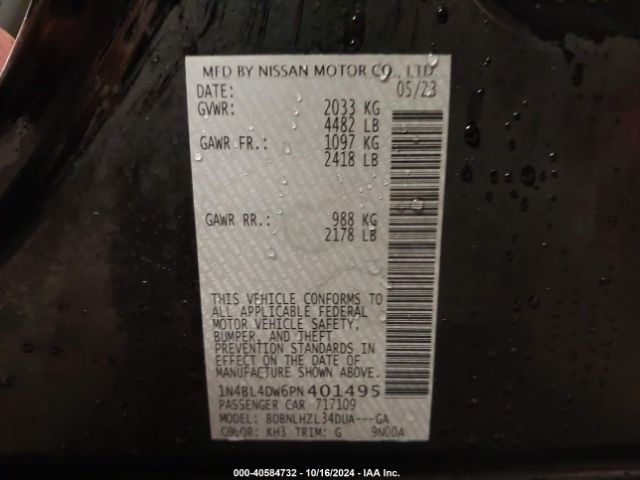 MFD BY NISSAN MOTOR CO., LTD
DATE: 05/23
GVWR: 2033 KG
4482 LB
GAWR FR.: 1097 KG
2418 LB
GAWR RR.: 988 KG
2178 LB
THIS VEHICLE CONFORMS TO
ALL APPLICABLE FEDERAL
MOTOR VEHICLE SAFETY,
BUMPER, AND THEFT
PREVENTION STANDARDS IN
EFFECT ON THE DATE OF
MANUFACTURE SHOWN ABOVE.
1N4BL4DW6PN401495
PASSENGER CAR 717109
MODEL: BDBNLHZL34DUA---GA
COLOR: KH3 TRIM: G 9N00A
000-40584732 - 10/16/2024 - IAA Inc.